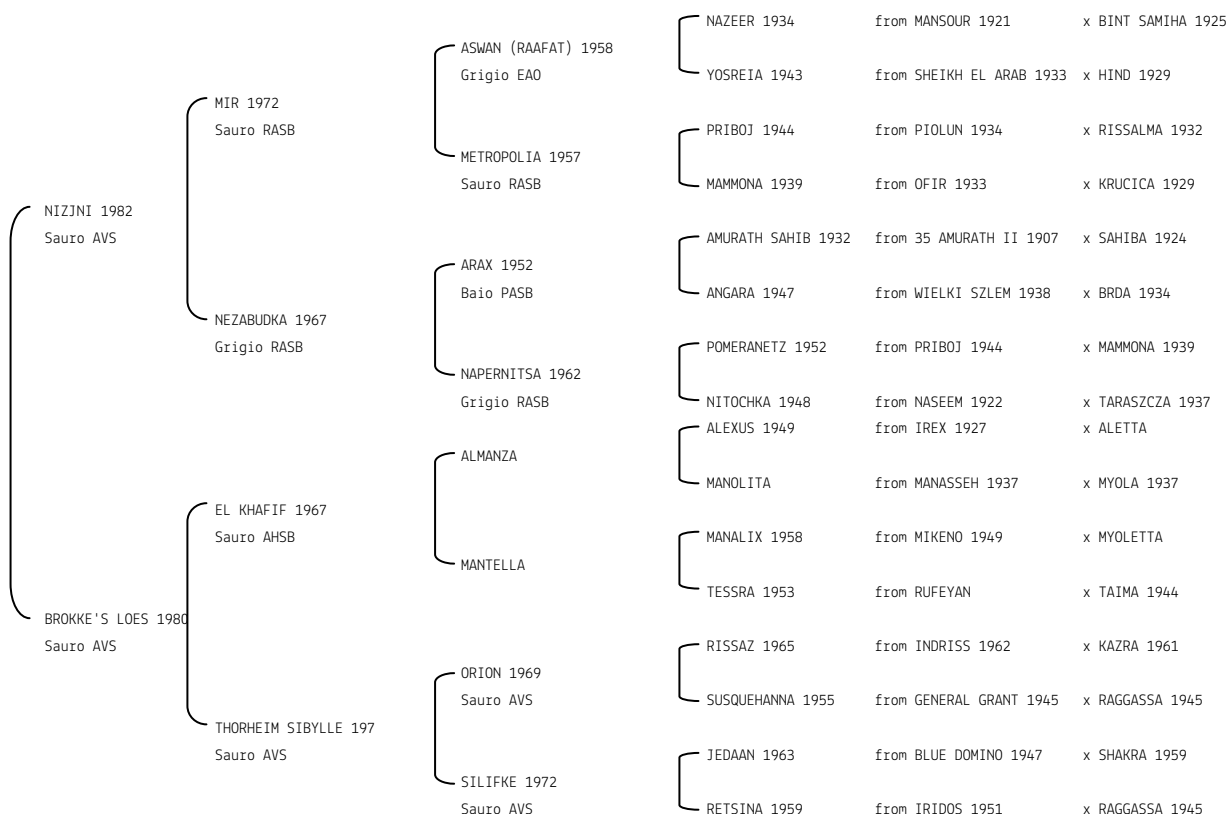 NAZEER 1934 from MANSOUR 1921 x BINT SAMIHA 1925
ASWAN (RAAFAT) 1958
Grigio EAO
YOSREIA 1943 from SHEIKH EL ARAB 1933 x HIND 1929
MIR 1972
Sauro RASB
PRIBOJ 1944 from PIOLUN 1934 x RISSALMA 1932
METROPOLIA 1957
Sauro RASB
MAMMONA 1939 from OFIR 1933 x KRUCICA 1929
NIZJNI 1982
Sauro AVS
AMURATH SAHIB 1932 from 35 AMURATH II 1907 x SAHIBA 1924
ARAX 1952
Baio PASB
ANGARA 1947 from WIELKI SZLEM 1938 x BRDA 1934
NEZABUDKA 1967
Grigio RASB
POMERANETZ 1952 from PRIBOJ 1944 x MAMMONA 1939
NAPERNITSA 1962
Grigio RASB
NITOCHKA 1948 from NASEEM 1922 x TARASZCZA 1937
ALEXUS 1949 from IREX 1927 x ALETTA
ALMANZA
MANOLITA from MANASSEH 1937 x MYOLA 1937
EL KHAFIF 1967
Sauro AHSB
MANALIX 1958 from MIKENO 1949 x MYOLETTA
MANTELLA
TESSRA 1953 from RUFEYAN x TAIMA 1944
BROKKE'S LOES 1980
Sauro AVS
RISSAZ 1965 from INDRISS 1962 x KAZRA 1961
ORION 1969
Sauro AVS
SUSQUEHANNA 1955 from GENERAL GRANT 1945 x RAGGASSA 1945
THORHEIM SIBYLLE 197
Sauro AVS
JEDAAN 1963 from BLUE DOMINO 1947 x SHAKRA 1959
SILIFKE 1972
Sauro AVS
RETSINA 1959 from IRIDOS 1951 x RAGGASSA 1945